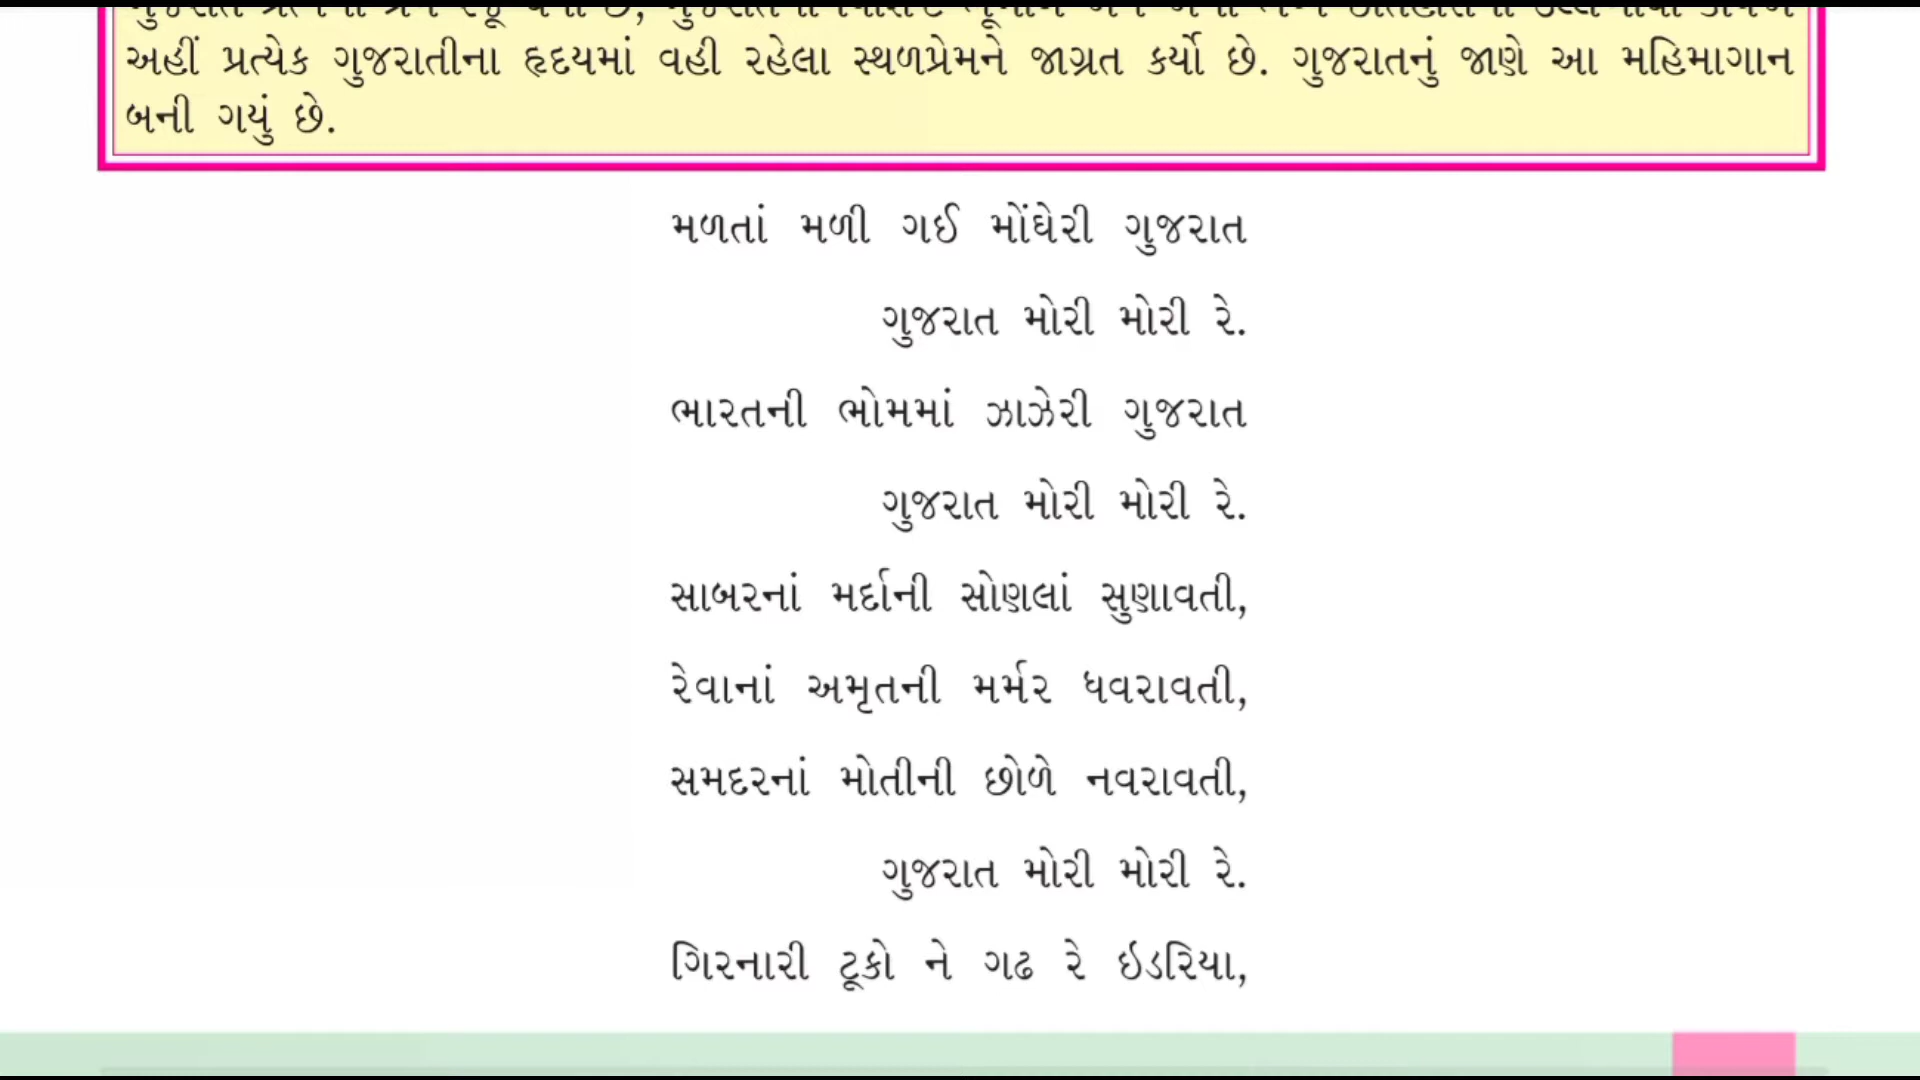 અહીં પ્રત્યેક ગુજરાતીના હૃદયમાં વહી રહેલા સ્થળપ્રેમને જાગ્રત કર્યો છે. ગુજરાતનું જાણે આ મહિમાગાન
બની ગયું છે.
મળતાં મળી ગઈ મોંઘેરી ગુજરાત
ગુજરાત મોરી મોરી રે.
ભારતની ભોમમાં ઝાઝેરી ગુજરાત
ગુજરાત મોરી મોરી રે.
સાબરનાં મર્દાની સોણલાં સુણાવતી,
રેવાનાં અમૃતની મર્મર ધવરાવતી,
સમદરનાં મોતીની છોળે નવરાવતી,
ગુજરાત મોરી મોરી રે.
ગિરનારી ટૂકો ને ગઢ રે ઇડરિયા,